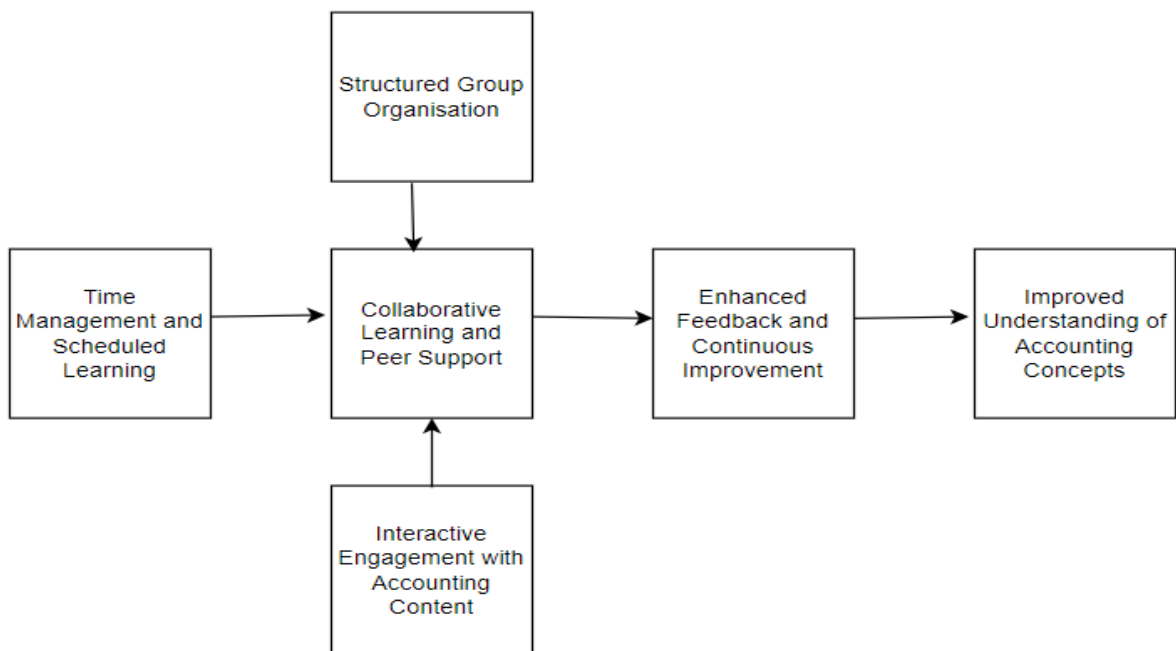 Structured Group
Organisation
Time
Management and
Scheduled
Learning
Collaborative
Learning and
Peer Support
Enhanced
Feedback and
Continuous
Improvement
Improved
Understanding of
Accounting
Concepts
Interactive
Engagement with
Accounting
Content